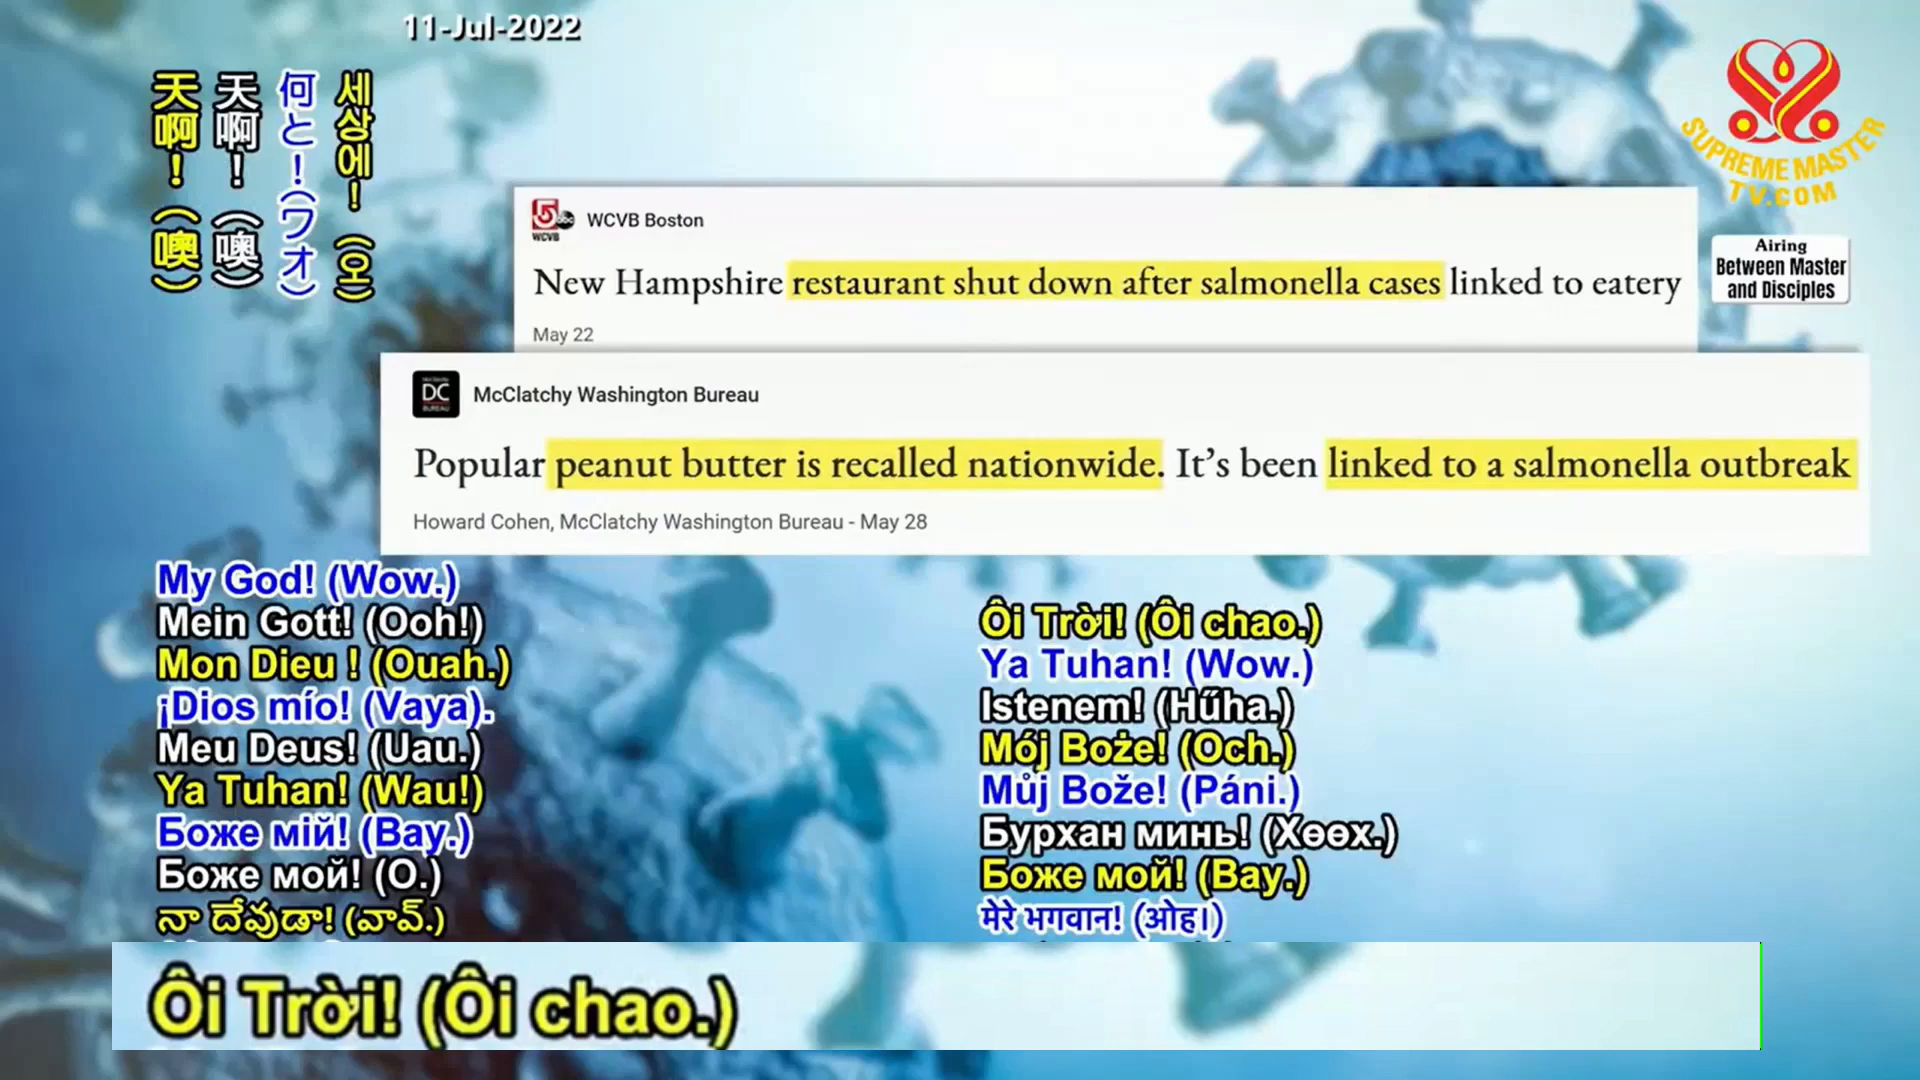 11-Jul-2022
세상에! (오)
何と！(ワオ)
天啊！(噢)
天啊！(噢)
SUPREME MASTER
TV.COM
Airing
Between Master
and Disciples
5 abc
WCVB
WCVB Boston
New Hampshire restaurant shut down after salmonella cases linked to eatery
May 22
DC
BUREAU
McClatchy Washington Bureau
Popular peanut butter is recalled nationwide. It’s been linked to a salmonella outbreak
Howard Cohen, McClatchy Washington Bureau - May 28
My God! (Wow.)
Mein Gott! (Ooh!)
Mon Dieu ! (Ouah.)
¡Dios mío! (Vaya).
Meu Deus! (Uau.)
Ya Tuhan! (Wau!)
Боже мій! (Вау.)
Боже мой! (О.)
నా దేవుడా! (వావ్.)
Ôi Trời! (Ôi chao.)
Ya Tuhan! (Wow.)
Istenem! (Hűha.)
Mój Boże! (Och.)
Můj Bože! (Páni.)
Бурхан минь! (Хөөх.)
Боже мой! (Вау.)
मेरे भगवान! (ओह।)
Ôi Trời! (Ôi chao.)